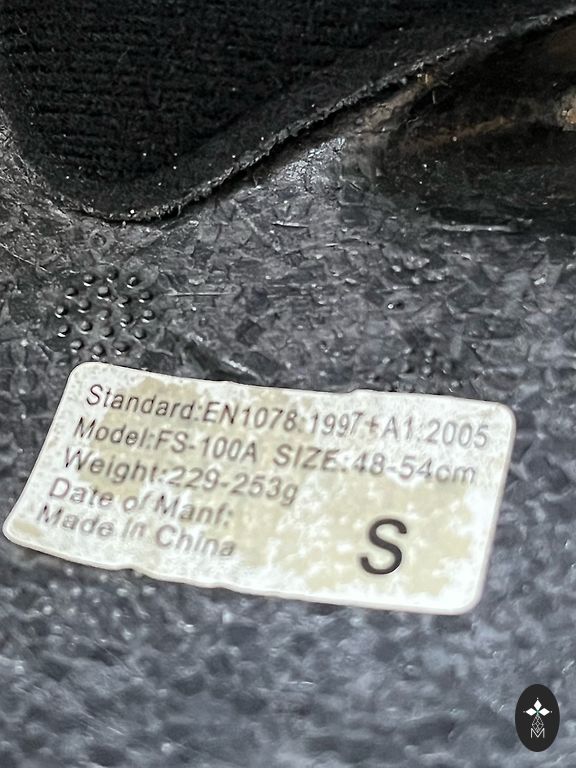 Standard:EN1078:1997+A1:2005
Model:FS-100A SIZE:48-54cm
Weight:229-253g
Date of Manf:
Made in China
S
M